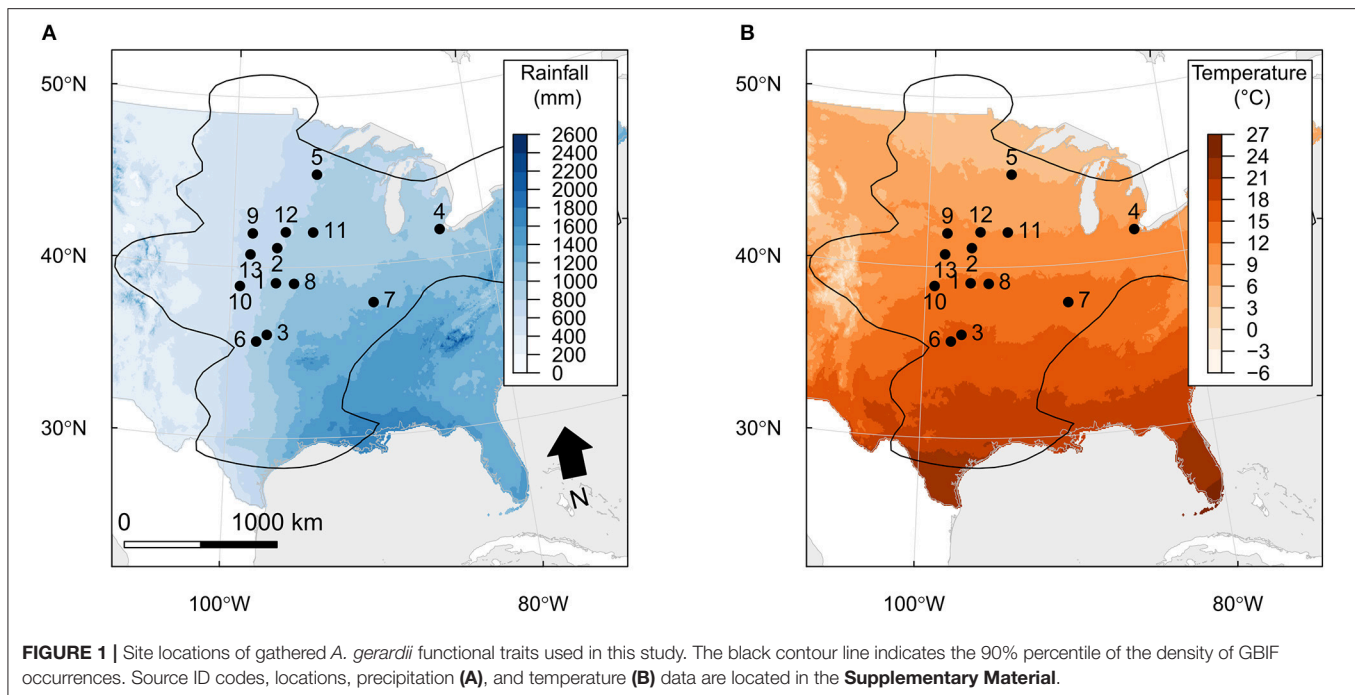 A
B
50°N
40°N
30°N
100°W
80°W
Rainfall
(mm)
2600
2400
2200
2000
1800
1600
1400
1200
1000
800
600
400
200
0
5
9
12
11
4
13
1
2
8
10
7
6
3
0
1000 km
N
50°N
40°N
30°N
100°W
80°W
Temperature
(°C)
27
24
21
18
15
12
9
6
3
0
−3
−6
5
9
12
11
4
13
1
2
8
10
7
6
3
FIGURE 1 | Site locations of gathered A. gerardii functional traits used in this study. The black contour line indicates the 90% percentile of the density of GBIF
occurrences. Source ID codes, locations, precipitation (A), and temperature (B) data are located in the Supplementary Material.